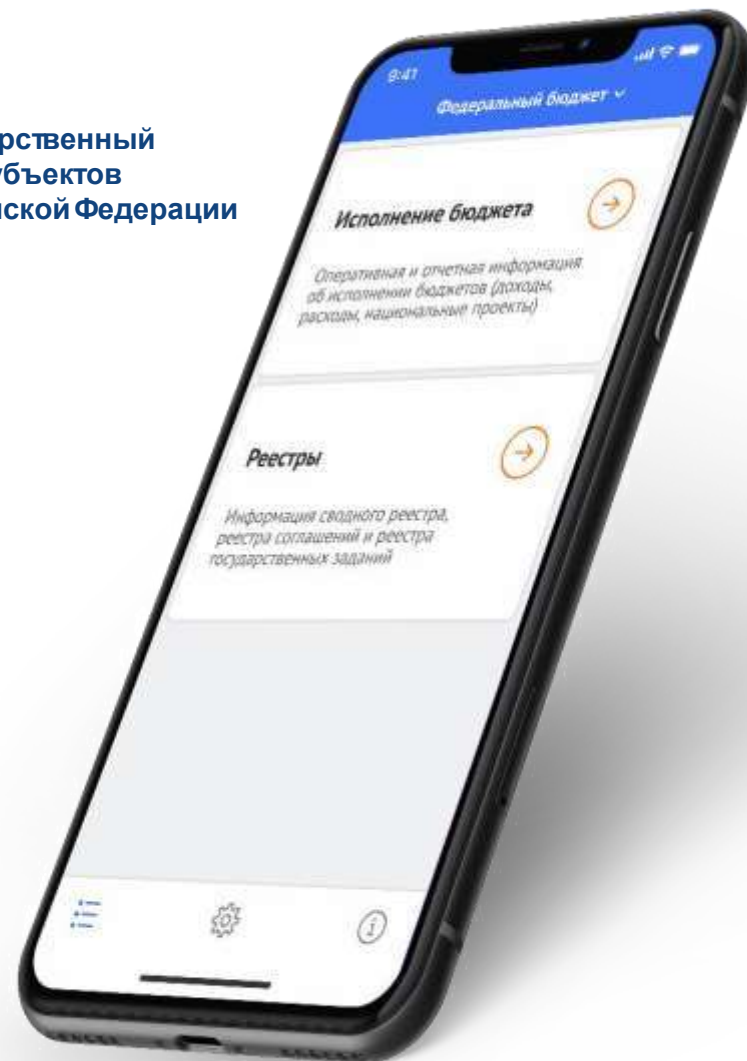 рственный
убъектов
ской Федерации
9:41
Федеральный бюджет
Исполнение бюджета
Оперативная и отчетная информация
об исполнении бюджетов (доходы,
расходы, национальные проекты)
Реестры
Информация сводного реестра,
реестра соглашений и реестра
государственных заданий